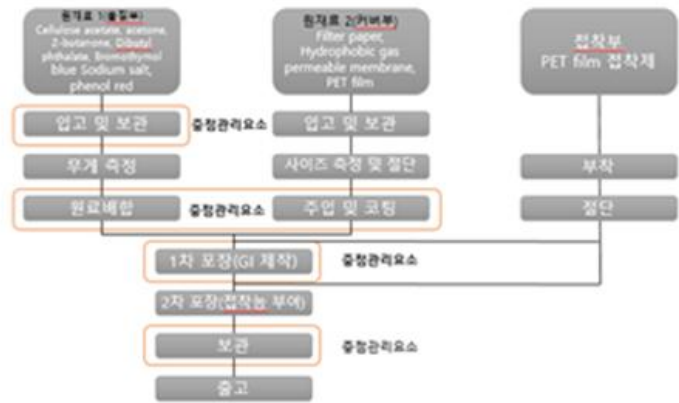 원재료 1(물질부)
Cellulose acetate, acetone,
2-butanone, Dibutyl
phthalate, Bromothymol
blue Sodium salt,
phenol red
원재료 2(커버부)
Filter paper,
Hydrophobic gas
permeable membrane,
PET film
접착부
PET film 접착제
입고 및 보관
중점관리요소
입고 및 보관
무게 측정
사이즈 측정 및 절단
부착
원료배합
중점관리요소
주입 및 코팅
절단
1차 포장(GI 제작)
중점관리요소
2차 포장(접착능 부여)
보관
중점관리요소
출고